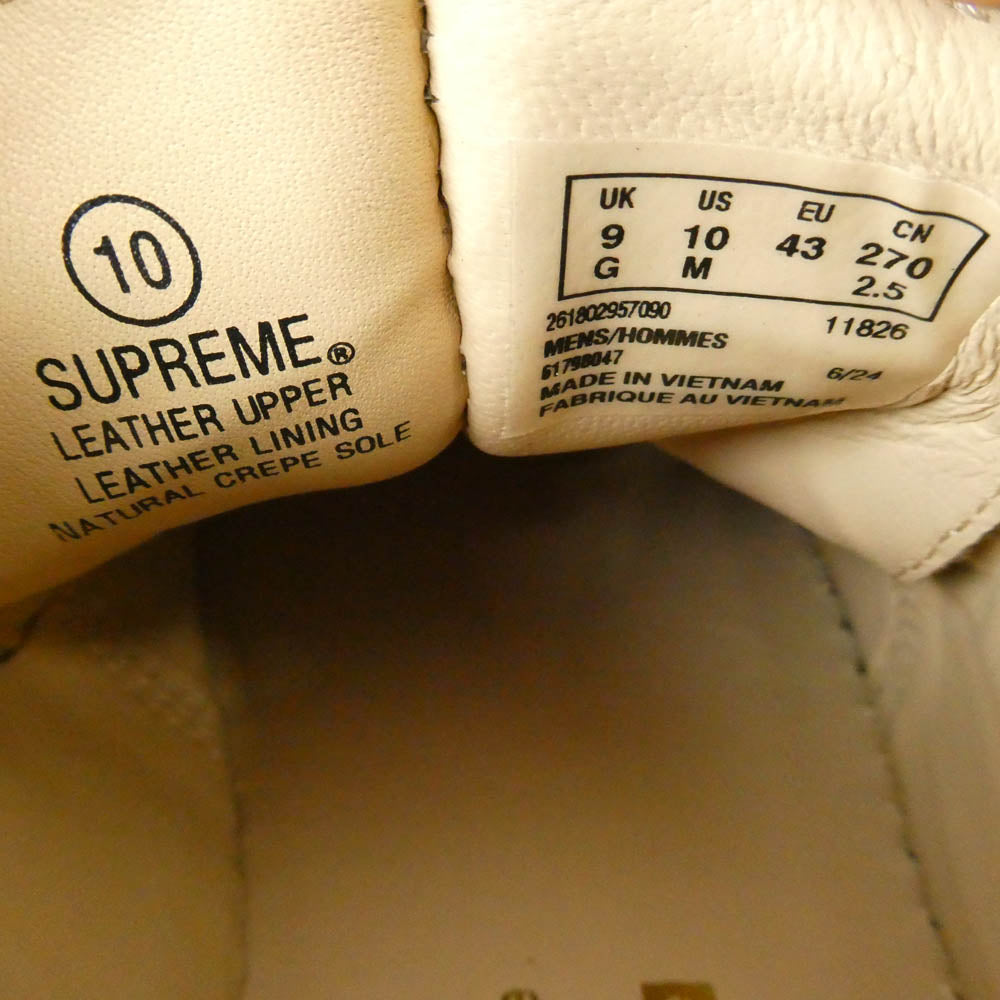 10
SUPREME®
LEATHER UPPER
LEATHER LINING
NATURAL CREPE SOLE
UK US EU CN
9 10 43 270
G M 2.5
261802957090 11826
MENS/HOMMES
61798047 6/24
MADE IN VIETNAM
FABRIQUE AU VIETNAM